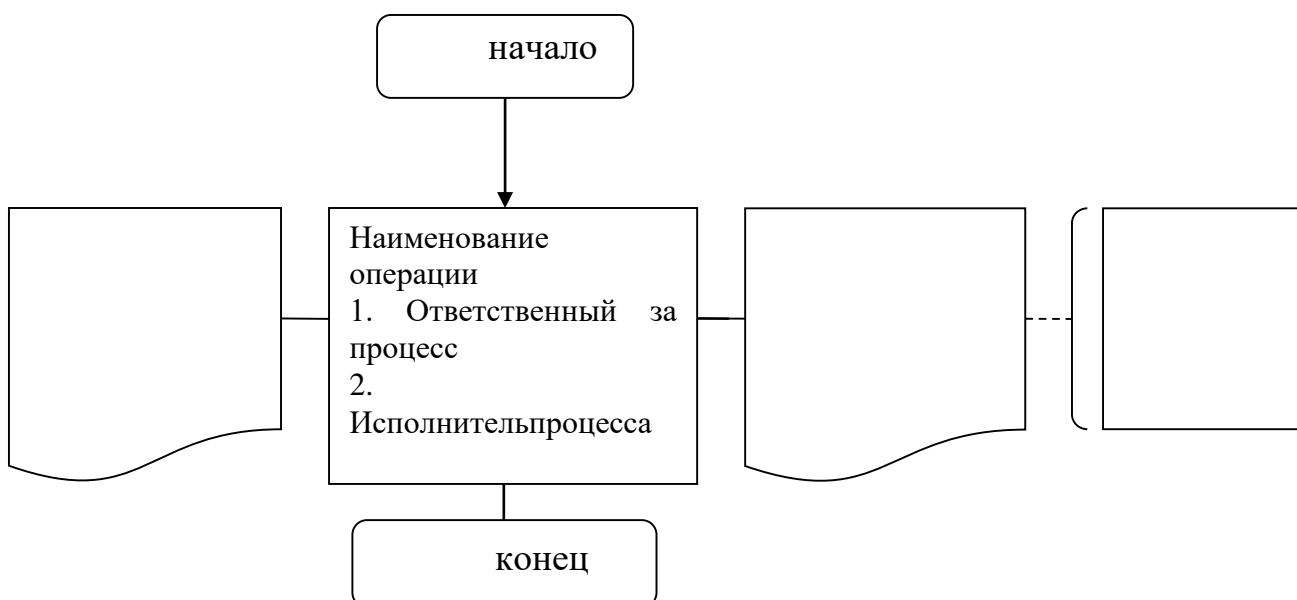 начало
Наименование
операции
1. Ответственный за
процесс
2.
Исполнительпроцесса
конец